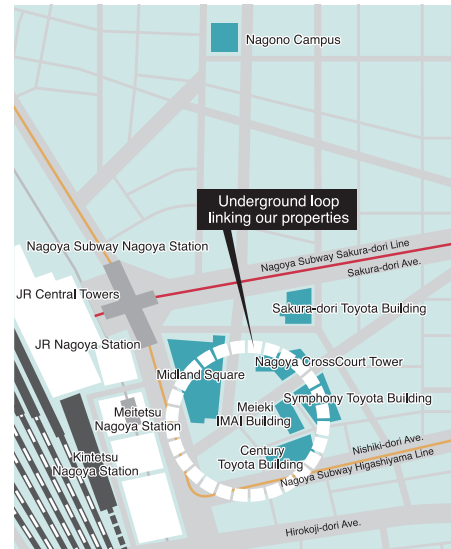 Nagono Campus
Underground loop
linking our properties
Nagoya Subway Nagoya Station
Nagoya Subway Sakura-dori Line
Sakura-dori Ave.
JR Central Towers
Sakura-dori Toyota Building
JR Nagoya Station
Nagoya CrossCourt Tower
Midland Square
Symphony Toyota Building
Meitetsu
Nagoya Station
Meieki
IMAI Building
Kintetsu
Nagoya Station
Century
Toyota Building
Nishiki-dori Ave.
Nagoya Subway Higashiyama Line
Hirokoji-dori Ave.